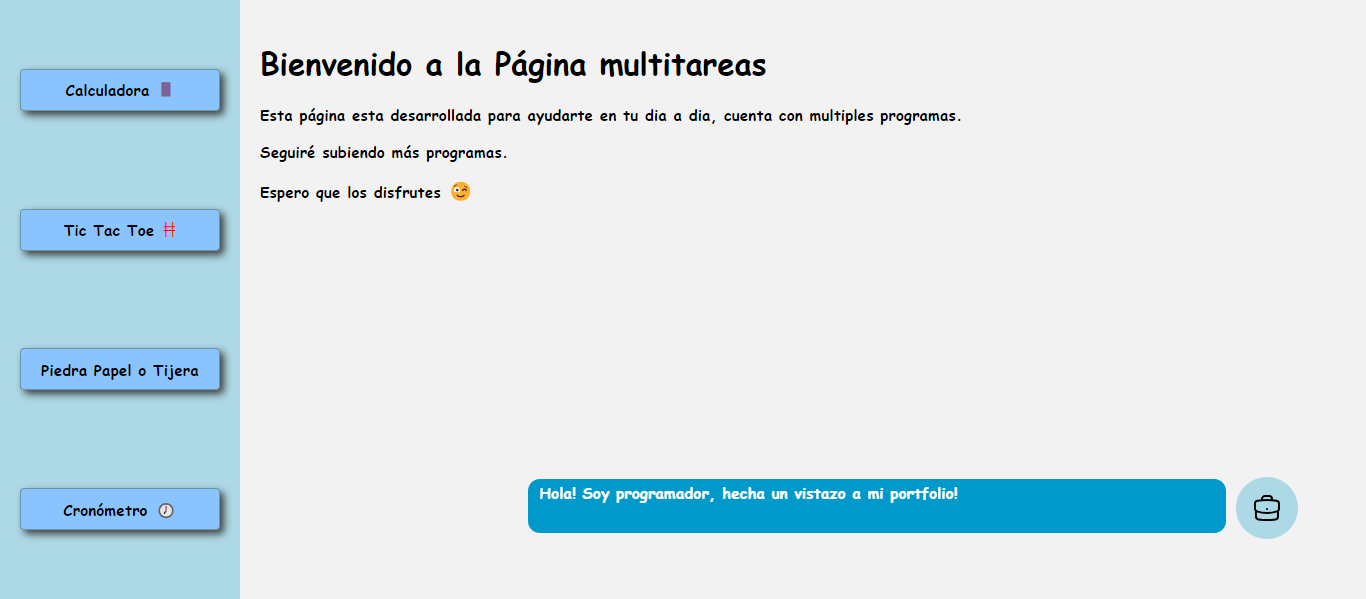 Calculadora
Tic Tac Toe
Piedra Papel o Tijera
Cronómetro
Bienvenido a la Página multitareas
Esta página esta desarrollada para ayudarte en tu dia a dia, cuenta con multiples programas.
Seguiré subiendo más programas.
Espero que los disfrutes 😉
Hola! Soy programador, hecha un vistazo a mi portfolio!